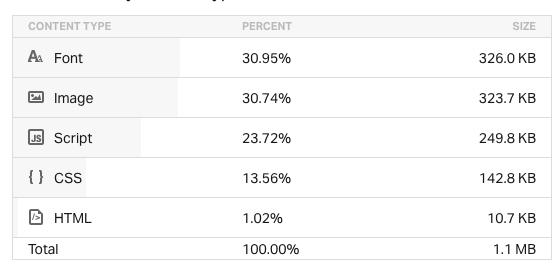 CONTENT TYPE PERCENT SIZE
Font 30.95% 326.0 KB
Image 30.74% 323.7 KB
JS Script 23.72% 249.8 KB
{ } CSS 13.56% 142.8 KB
HTML 1.02% 10.7 KB
Total 100.00% 1.1 MB